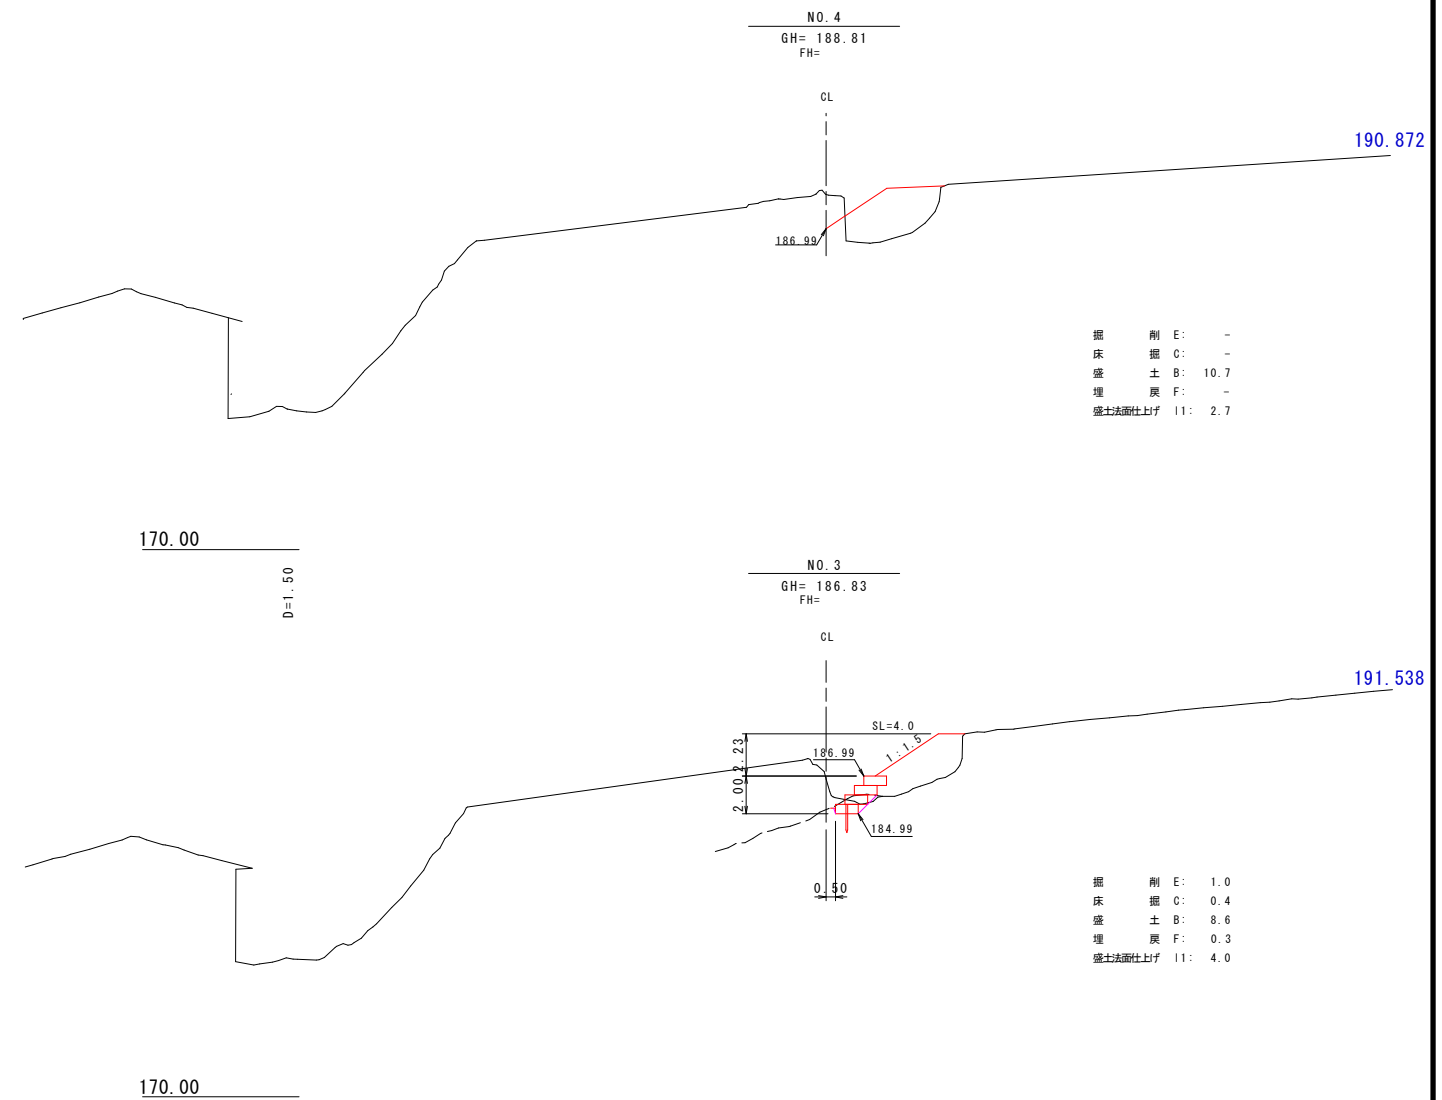 NO.4
GH= 188.81
FH=
CL
190.872
186.99
掘 削 E: -
床 掘 C: -
盛 土 B: 10.7
埋 戻 F: -
盛土法面仕上げ l1: 2.7
170.00
D=1.50
NO.3
GH= 186.83
FH=
CL
191.538
SL=4.0
1:1.5
2.23
186.99
2.00
184.99
0.50
掘 削 E: 1.0
床 掘 C: 0.4
盛 土 B: 8.6
埋 戻 F: 0.3
盛土法面仕上げ l1: 4.0
170.00